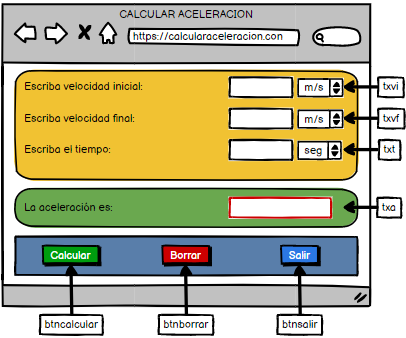 CALCULAR ACELERACION
https://calcularaceleracion.con
Escriba velocidad inicial:
m/s
txvi
Escriba velocidad final:
m/s
txvf
Escriba el tiempo:
seg
txt
La aceleración es:
txa
Calcular
Borrar
Salir
btncalcular
btnborrar
btnsalir